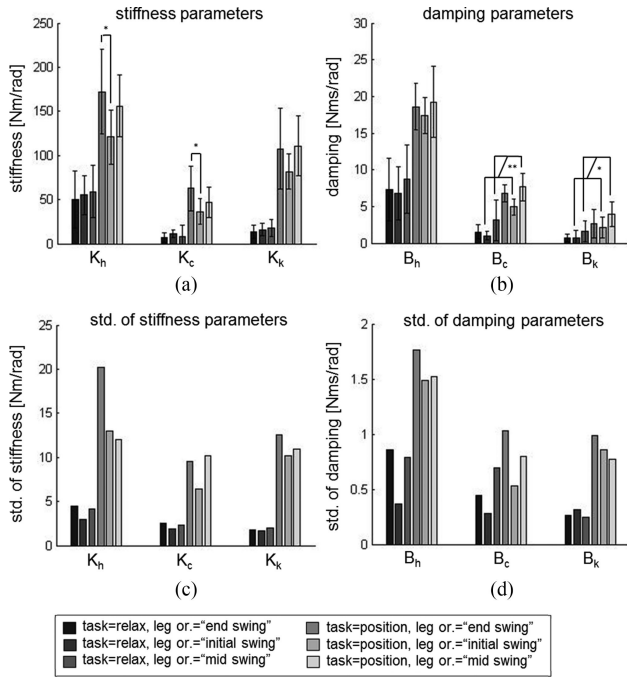 stiffness parameters
damping parameters
stiffness [Nm/rad]
250
200
150
100
50
0
*
*
K_h
K_c
K_k
(a)
damping [Nms/rad]
30
25
20
15
10
5
0
**
*
B_h
B_c
B_k
(b)
std. of stiffness parameters
std. of damping parameters
std. of stiffness [Nm/rad]
25
20
15
10
5
0
K_h
K_c
K_k
(c)
std. of damping [Nms/rad]
2
1.5
1
0.5
0
B_h
B_c
B_k
(d)
task=relax, leg or.="end swing"
task=relax, leg or.="initial swing"
task=relax, leg or.="mid swing"
task=position, leg or.="end swing"
task=position, leg or.="initial swing"
task=position, leg or.="mid swing"